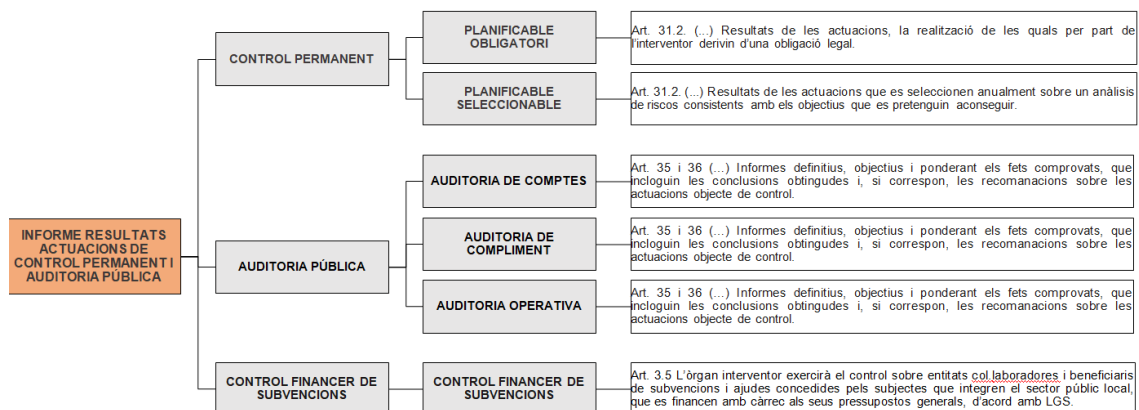 INFORME RESULTATS
ACTUACIONS DE
CONTROL PERMANENT I
AUDITORIA PÚBLICA
CONTROL PERMANENT
PLANIFICABLE
OBLIGATORI
Art. 31.2. (...) Resultats de les actuacions, la realització de les quals per part de
l'interventor derivin d'una obligació legal.
PLANIFICABLE
SELECCIONABLE
Art. 31.2. (...) Resultats de les actuacions que es seleccionen anualment sobre un anàlisis
de riscos consistents amb els objectius que es pretenguin aconseguir.
AUDITORIA PÚBLICA
AUDITORIA DE COMPTES
Art. 35 i 36 (...) Informes definitius, objectius i ponderant els fets comprovats, que
incloguin les conclusions obtingudes i, si correspon, les recomanacions sobre les
actuacions objecte de control.
AUDITORIA DE
COMPLIMENT
Art. 35 i 36 (...) Informes definitius, objectius i ponderant els fets comprovats, que
incloguin les conclusions obtingudes i, si correspon, les recomanacions sobre les
actuacions objecte de control.
AUDITORIA OPERATIVA
Art. 35 i 36 (...) Informes definitius, objectius i ponderant els fets comprovats, que
incloguin les conclusions obtingudes i, si correspon, les recomanacions sobre les
actuacions objecte de control.
CONTROL FINANCER DE
SUBVENCIONS
CONTROL FINANCER DE
SUBVENCIONS
Art. 3.5 L'òrgan interventor exercirà el control sobre entitats col.laboradores i beneficiaris
de subvencions i ajudes concedides pels subjectes que integren el sector públic local,
que es financen amb càrrec als seus pressupostos generals, d'acord amb LGS.